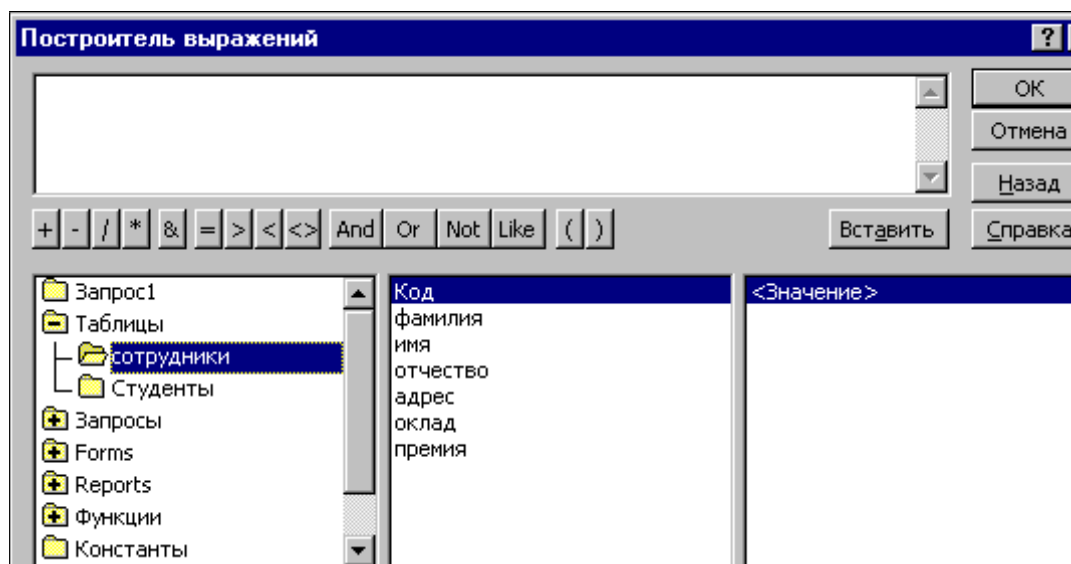 Построитель выражений
?
OK
Отмена
Назад
+ - / * & = > < <> And Or Not Like ( ) Вставить Справка
Запрос1
Таблицы
сотрудники
Студенты
Запросы
Forms
Reports
Функции
Константы
Код
фамилия
имя
отчество
адрес
оклад
премия
<Значение>